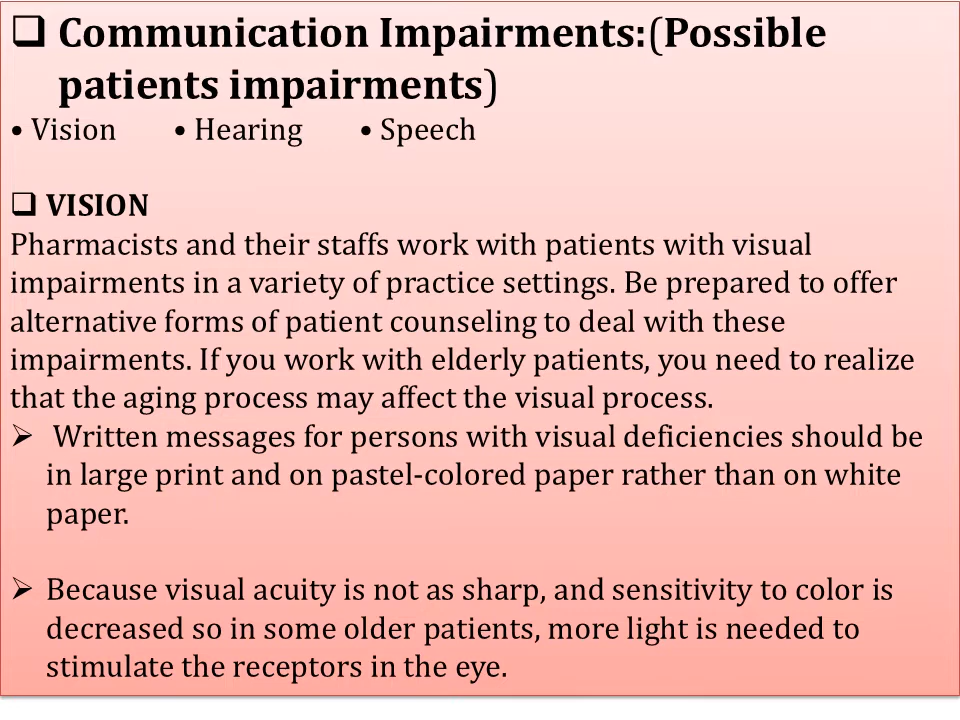 ❑ Communication Impairments:(Possible
patients impairments)
• Vision • Hearing • Speech
❑ VISION
Pharmacists and their staffs work with patients with visual
impairments in a variety of practice settings. Be prepared to offer
alternative forms of patient counseling to deal with these
impairments. If you work with elderly patients, you need to realize
that the aging process may affect the visual process.
➢ Written messages for persons with visual deficiencies should be
in large print and on pastel-colored paper rather than on white
paper.
➢ Because visual acuity is not as sharp, and sensitivity to color is
decreased so in some older patients, more light is needed to
stimulate the receptors in the eye.